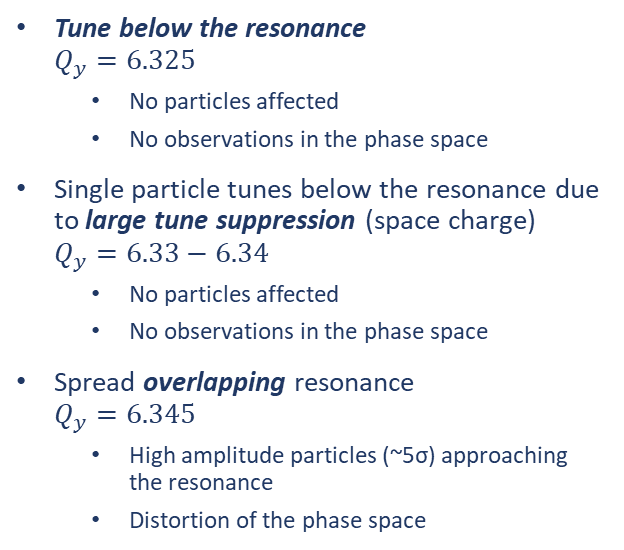 • Tune below the resonance
Qy = 6.325
• No particles affected
• No observations in the phase space
• Single particle tunes below the resonance due
to large tune suppression (space charge)
Qy = 6.33 − 6.34
• No particles affected
• No observations in the phase space
• Spread overlapping resonance
Qy = 6.345
• High amplitude particles (~5σ) approaching
the resonance
• Distortion of the phase space